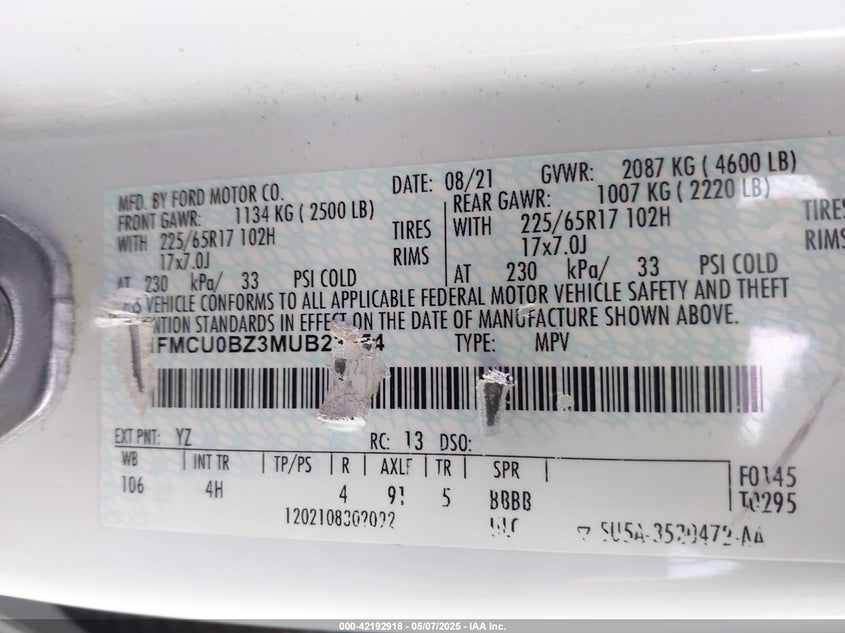 MFD. BY FORD MOTOR CO. DATE: 08/21 GVWR: 2087 KG ( 4600 LB)
FRONT GAWR: 1134 KG ( 2500 LB) REAR GAWR: 1007 KG ( 2220 LB)
WITH 225/65R17 102H TIRES WITH 225/65R17 102H TIRES
17x7.0J RIMS 17x7.0J RIMS
AT 230 kPa/ 33 PSI COLD AT 230 kPa/ 33 PSI COLD
VEHICLE CONFORMS TO ALL APPLICABLE FEDERAL MOTOR VEHICLE SAFETY AND THEFT
STANDARDS IN EFFECT ON THE DATE OF MANUFACTURE SHOWN ABOVE.
TYPE: MPV
EXT PNT: YZ RC: 13 DSO:
WB INT TR TP/PS R AXLE TR SPR
106 4H 4 91 5 BBBB
F0145
T0295
000-42192918 - 05/07/2025 - IAA Inc.